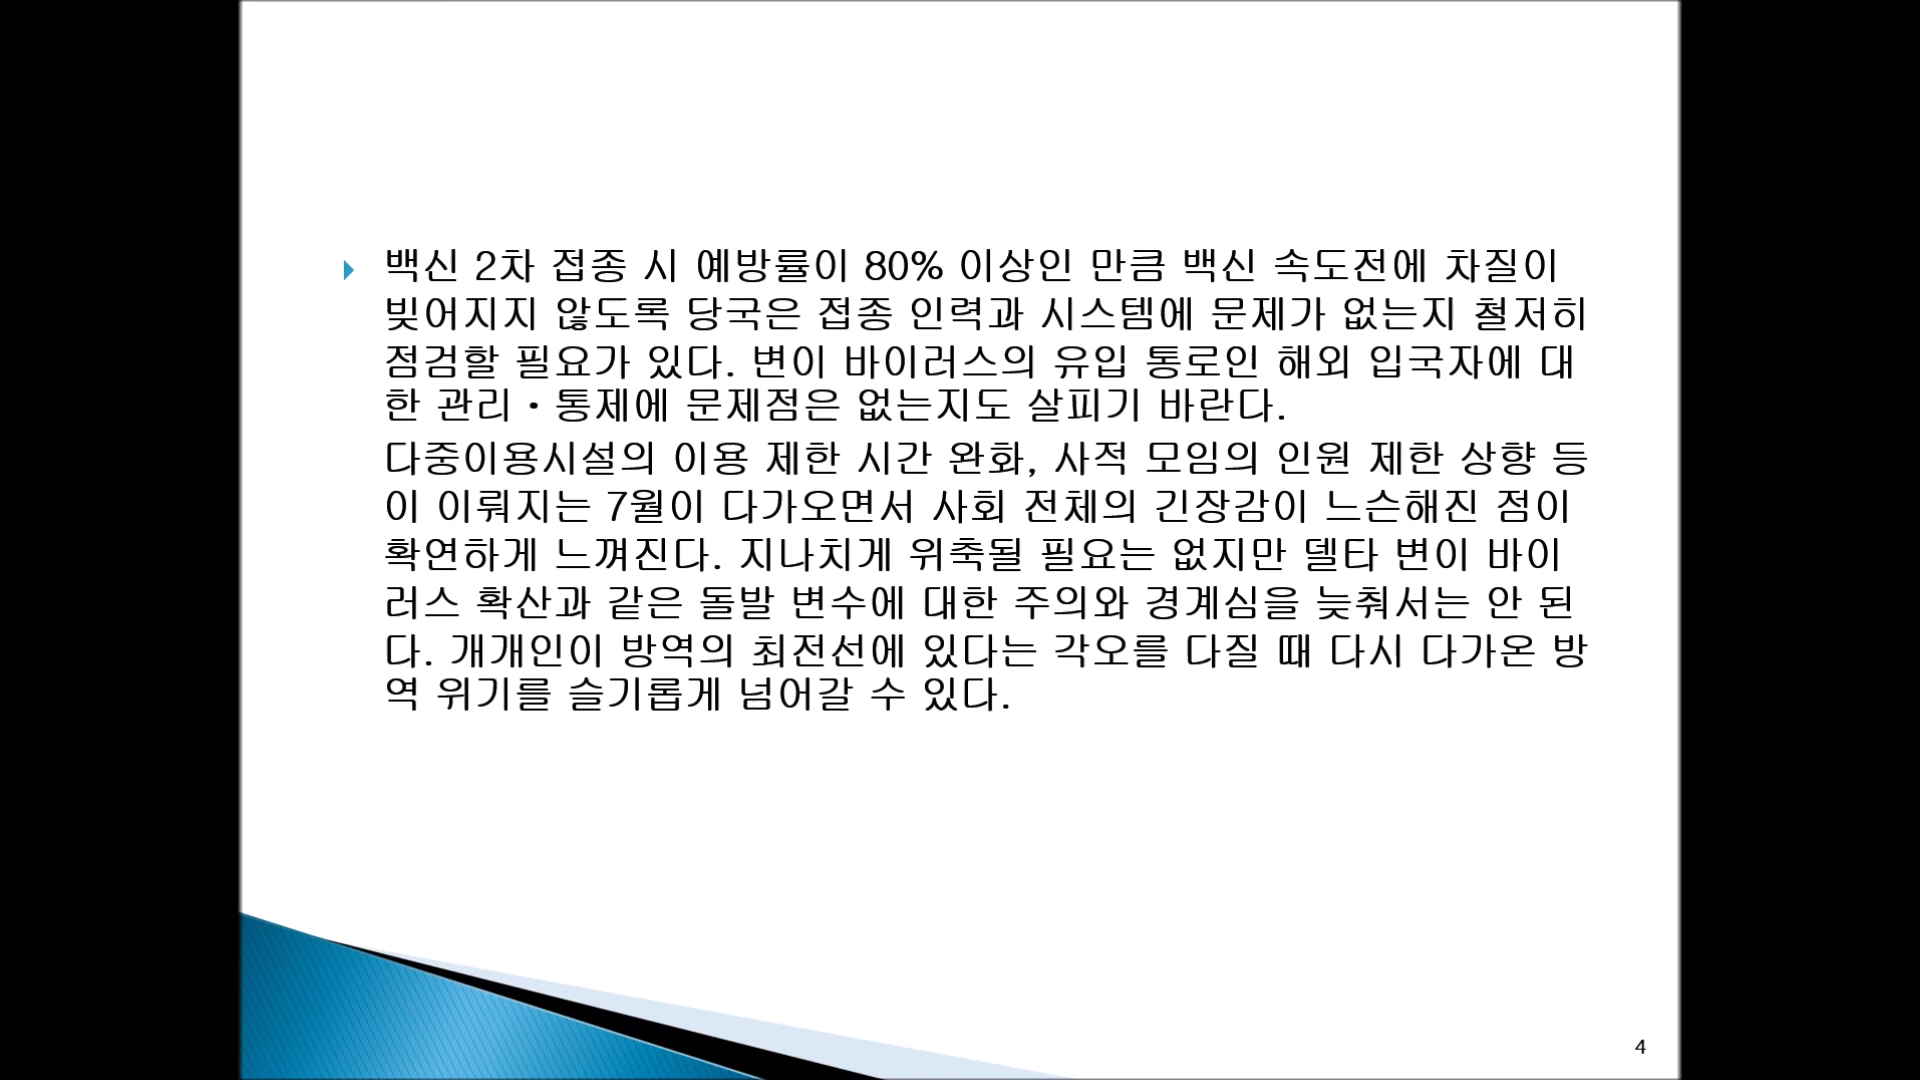 백신 2차 접종 시 예방률이 80% 이상인 만큼 백신 속도전에 차질이
빚어지지 않도록 당국은 접종 인력과 시스템에 문제가 없는지 철저히
점검할 필요가 있다. 변이 바이러스의 유입 통로인 해외 입국자에 대
한 관리·통제에 문제점은 없는지도 살피기 바란다.
다중이용시설의 이용 제한 시간 완화, 사적 모임의 인원 제한 상향 등
이 이뤄지는 7월이 다가오면서 사회 전체의 긴장감이 느슨해진 점이
확연하게 느껴진다. 지나치게 위축될 필요는 없지만 델타 변이 바이
러스 확산과 같은 돌발 변수에 대한 주의와 경계심을 늦춰서는 안 된
다. 개개인이 방역의 최전선에 있다는 각오를 다질 때 다시 다가온 방
역 위기를 슬기롭게 넘어갈 수 있다.
4